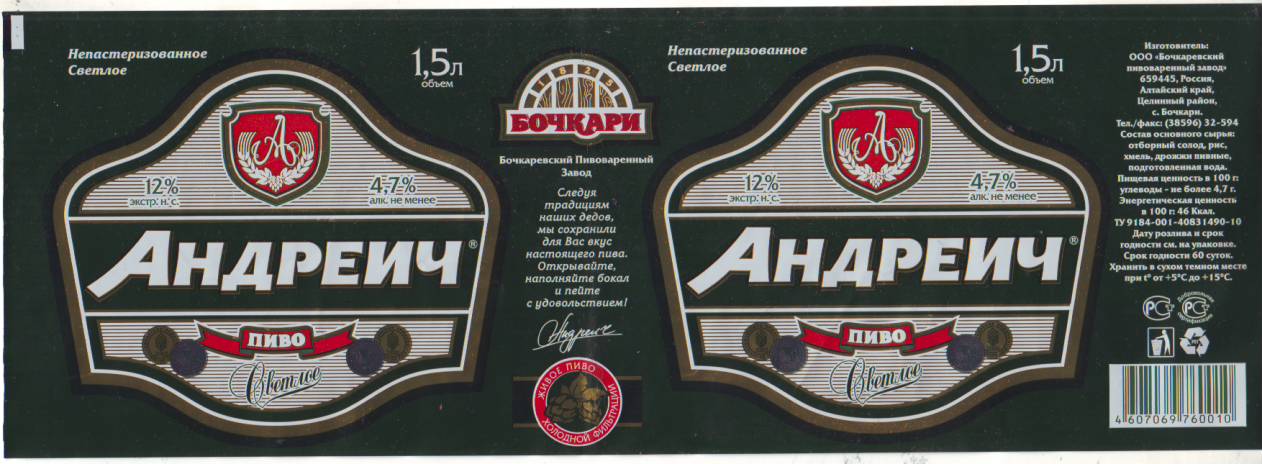 Непастеризованное
Светлое
1,5л
объем
А
12%
экстр. н. с.
4,7%
алк. не менее
АНДРЕИЧ®
ПИВО
Светлое
1825
БОЧКАРИ
Бочкаревский Пивоваренный
Завод
Следуя
традициям
наших дедов,
мы сохранили
для Вас вкус
настоящего пива.
Открывайте,
наполняйте бокал
и пейте
с удовольствием!
Андреич
ЖИВОЕ ПИВО
ХОЛОДНОЙ ФИЛЬТРАЦИИ
Непастеризованное
Светлое
1,5л
объем
А
12%
экстр. н. с.
4,7%
алк. не менее
АНДРЕИЧ®
ПИВО
Светлое
Изготовитель:
ООО «Бочкаревский
пивоваренный завод»
659445, Россия,
Алтайский край,
Целинный район,
с. Бочкари.
Тел./факс: (38596) 32-594
Состав основного сырья:
отборный солод, рис,
хмель, дрожжи пивные,
подготовленная вода.
Пищевая ценность в 100 г:
углеводы - не более 4,7 г.
Энергетическая ценность
в 100 г: 46 Ккал.
ТУ 9184-001-40831490-10
Дату розлива и срок
годности см. на упаковке.
Срок годности 60 суток.
Хранить в сухом темном месте
при t° от +5°С до +15°С.
РС
Добровольная
РС
сертификация
4 607069 760010